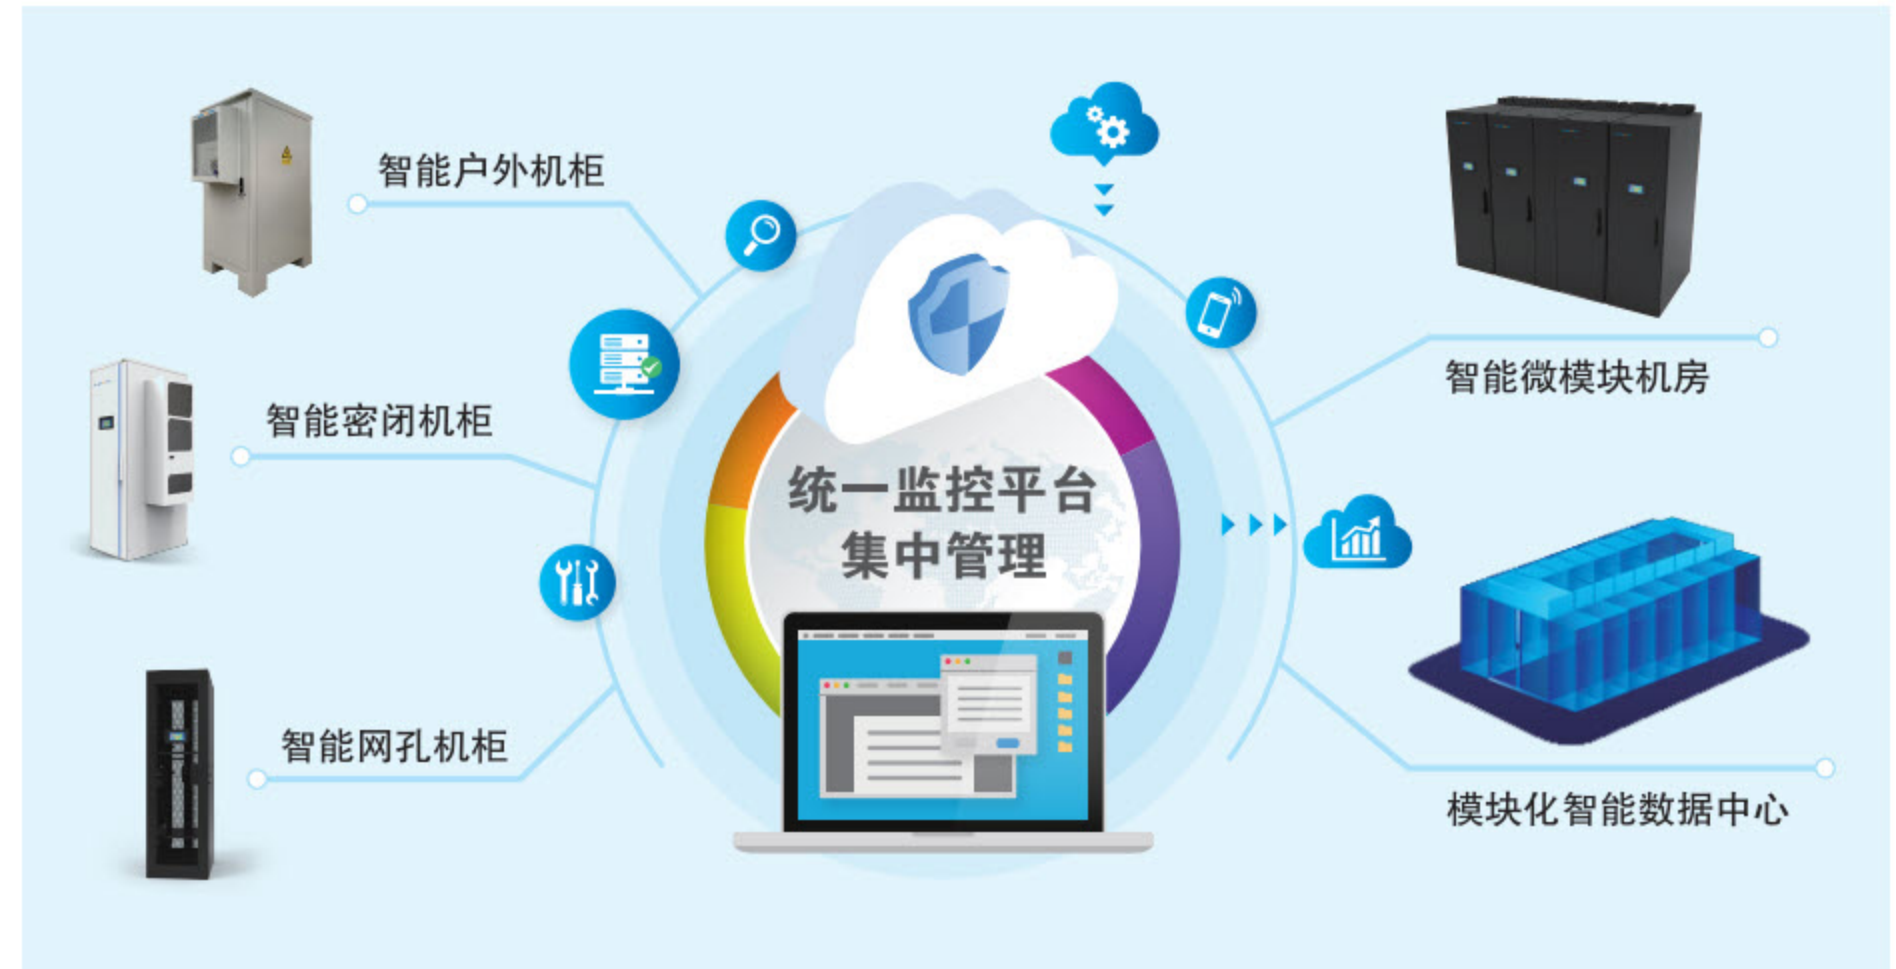 智能户外机柜
智能密闭机柜
智能网孔机柜
统一监控平台
集中管理
智能微模块机房
模块化智能数据中心